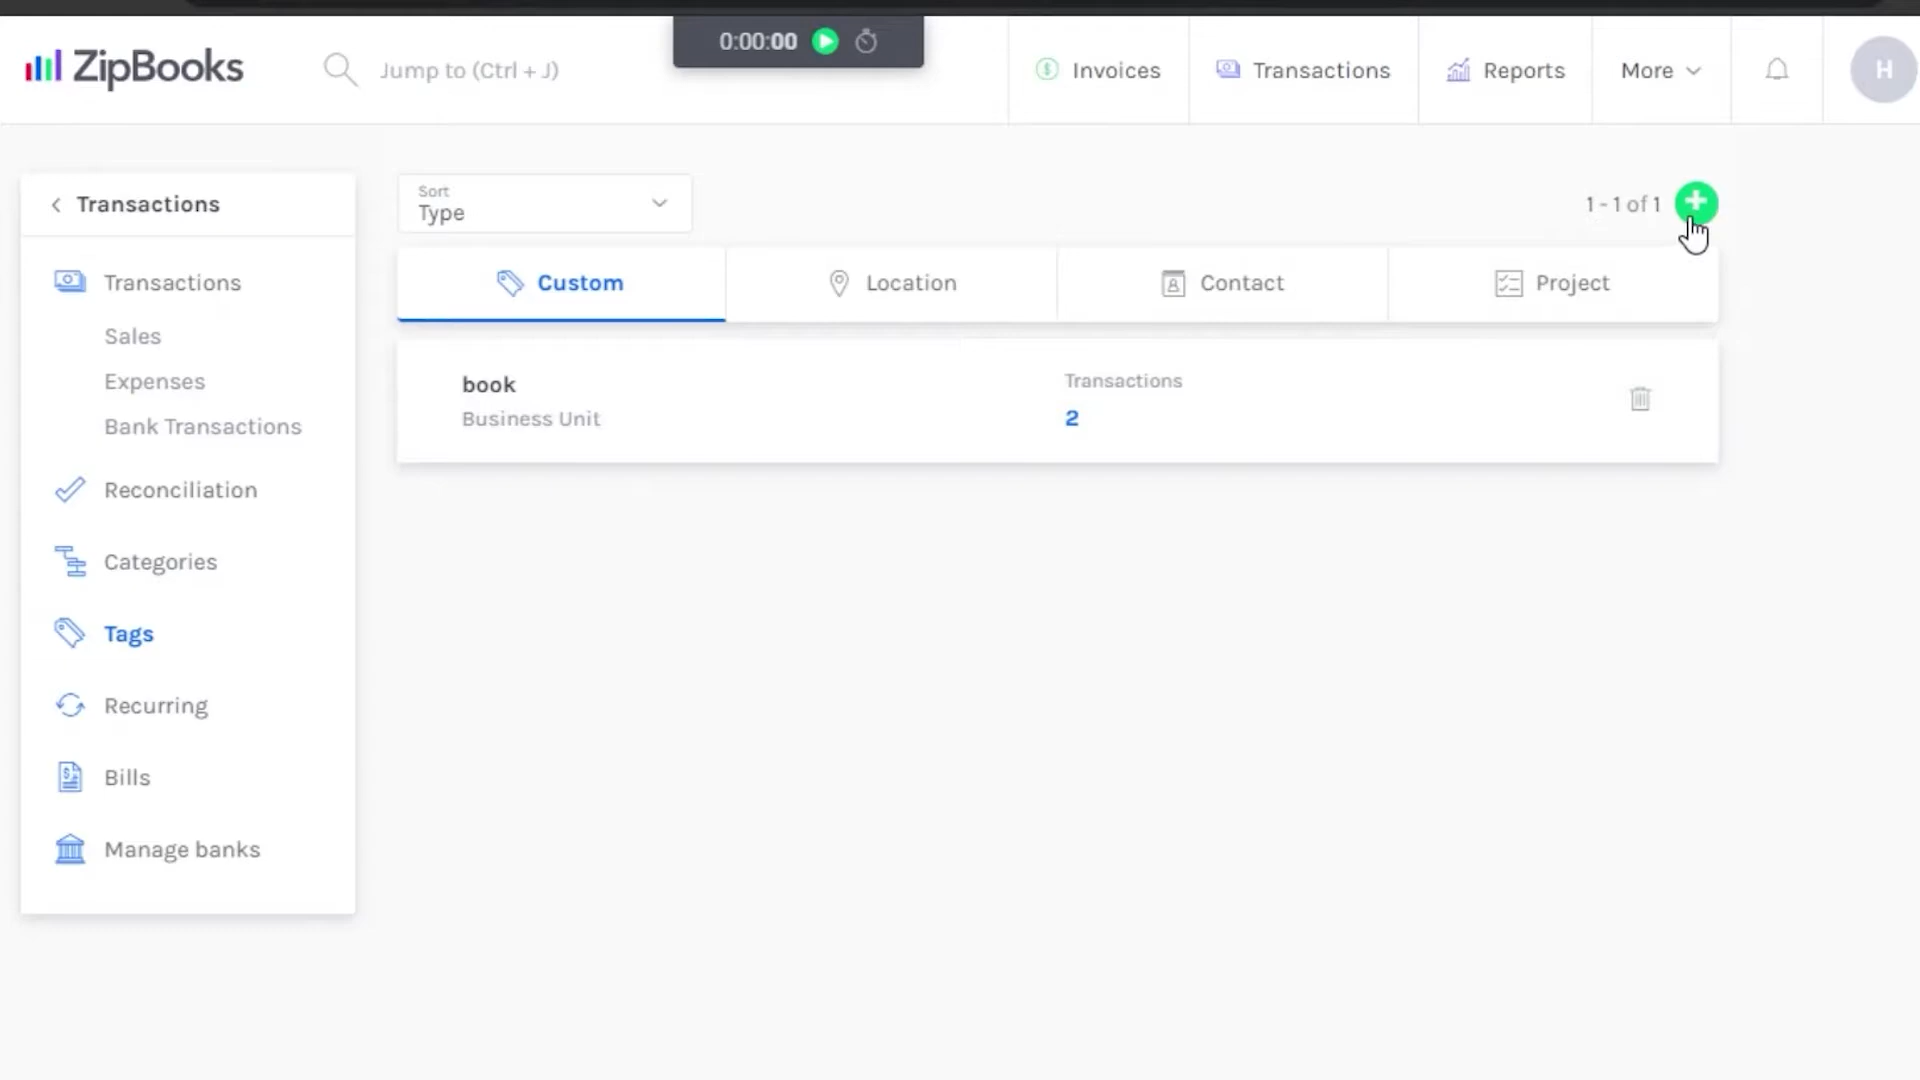 ZipBooks
Jump to (Ctrl + J)
0:00:00
Invoices
Transactions
Reports
More
H
Transactions
Transactions
Sales
Expenses
Bank Transactions
Reconciliation
Categories
Tags
Recurring
Bills
Manage banks
Sort
Type
1 - 1 of 1
Custom
Location
Contact
Project
book
Business Unit
Transactions
2